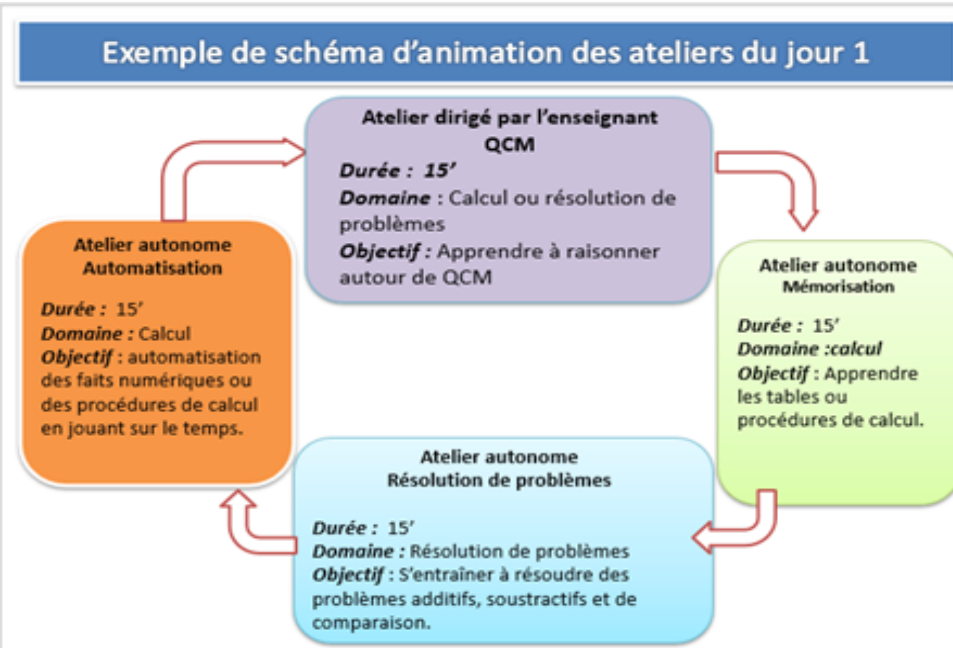 Exemple de schéma d'animation des ateliers du jour 1
Atelier dirigé par l'enseignant
QCM
Durée : 15'
Domaine : Calcul ou résolution de
problèmes
Objectif : Apprendre à raisonner
autour de QCM
Atelier autonome
Mémorisation
Durée : 15'
Domaine :calcul
Objectif : Apprendre
les tables ou
procédures de calcul.
Atelier autonome
Résolution de problèmes
Durée : 15'
Domaine : Résolution de problèmes
Objectif : S'entraîner à résoudre des
problèmes additifs, soustractifs et de
comparaison.
Atelier autonome
Automatisation
Durée : 15'
Domaine : Calcul
Objectif : automatisation
des faits numériques ou
des procédures de calcul
en jouant sur le temps.